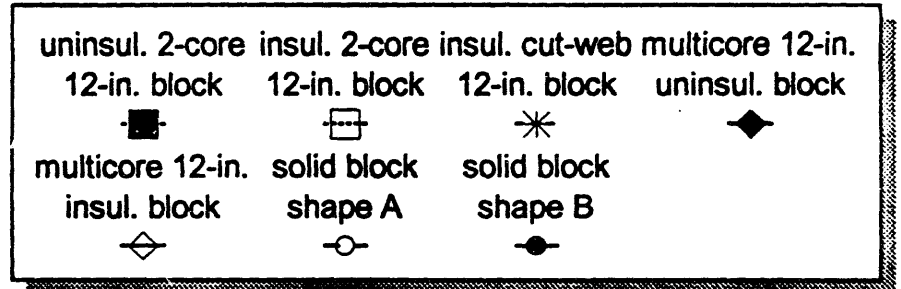 uninsul. 2-core insul. 2-core insul. cut-web multicore 12-in.
12-in. block 12-in. block 12-in. block uninsul. block
multicore 12-in. solid block solid block
insul. block shape A shape B